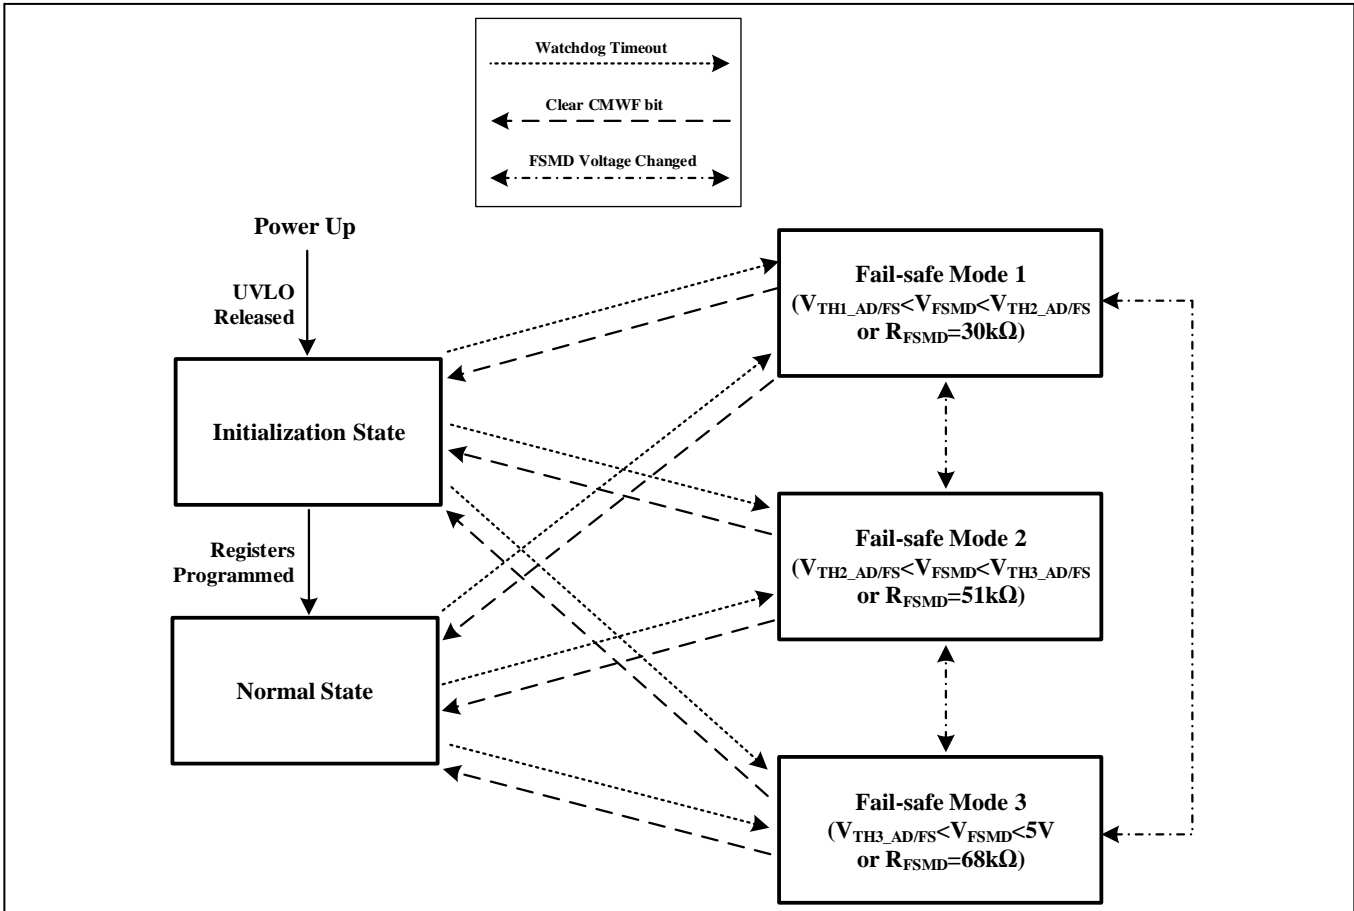 Watchdog Timeout
Clear CMWF bit
FSMD Voltage Changed
Power Up
UVLO
Released
Initialization State
Registers
Programmed
Normal State
Fail-safe Mode 1
(VTH1_AD/FS<VFSMD<VTH2_AD/FS
or RFSMD=30kΩ)
Fail-safe Mode 2
(VTH2_AD/FS<VFSMD<VTH3_AD/FS
or RFSMD=51kΩ)
Fail-safe Mode 3
(VTH3_AD/FS<VFSMD<5V
or RFSMD=68kΩ)